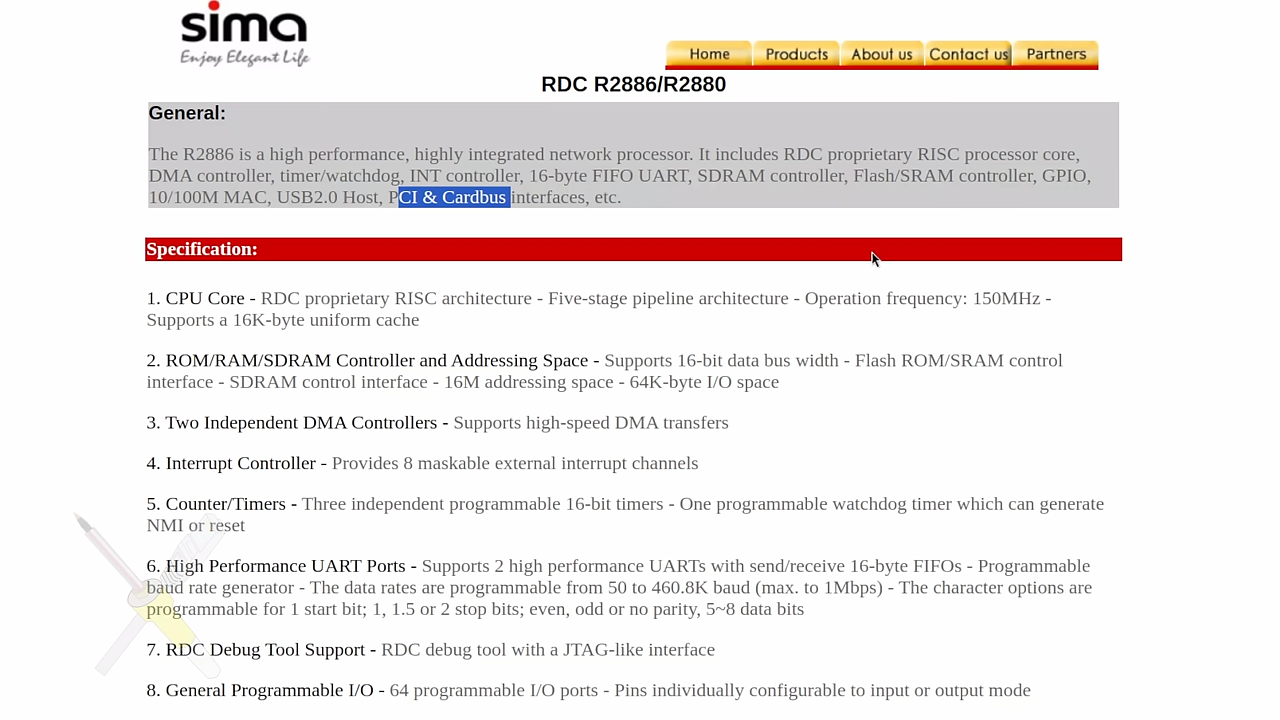 sima
Enjoy Elegant Life
Home Products About us Contact us Partners
RDC R2886/R2880
General:
The R2886 is a high performance, highly integrated network processor. It includes RDC proprietary RISC processor core,
DMA controller, timer/watchdog, INT controller, 16-byte FIFO UART, SDRAM controller, Flash/SRAM controller, GPIO,
10/100M MAC, USB2.0 Host, PCI & Cardbus interfaces, etc.
Specification:
1. CPU Core - RDC proprietary RISC architecture - Five-stage pipeline architecture - Operation frequency: 150MHz -
Supports a 16K-byte uniform cache
2. ROM/RAM/SDRAM Controller and Addressing Space - Supports 16-bit data bus width - Flash ROM/SRAM control
interface - SDRAM control interface - 16M addressing space - 64K-byte I/O space
3. Two Independent DMA Controllers - Supports high-speed DMA transfers
4. Interrupt Controller - Provides 8 maskable external interrupt channels
5. Counter/Timers - Three independent programmable 16-bit timers - One programmable watchdog timer which can generate
NMI or reset
6. High Performance UART Ports - Supports 2 high performance UARTs with send/receive 16-byte FIFOs - Programmable
baud rate generator - The data rates are programmable from 50 to 460.8K baud (max. to 1Mbps) - The character options are
programmable for 1 start bit; 1, 1.5 or 2 stop bits; even, odd or no parity, 5~8 data bits
7. RDC Debug Tool Support - RDC debug tool with a JTAG-like interface
8. General Programmable I/O - 64 programmable I/O ports - Pins individually configurable to input or output mode